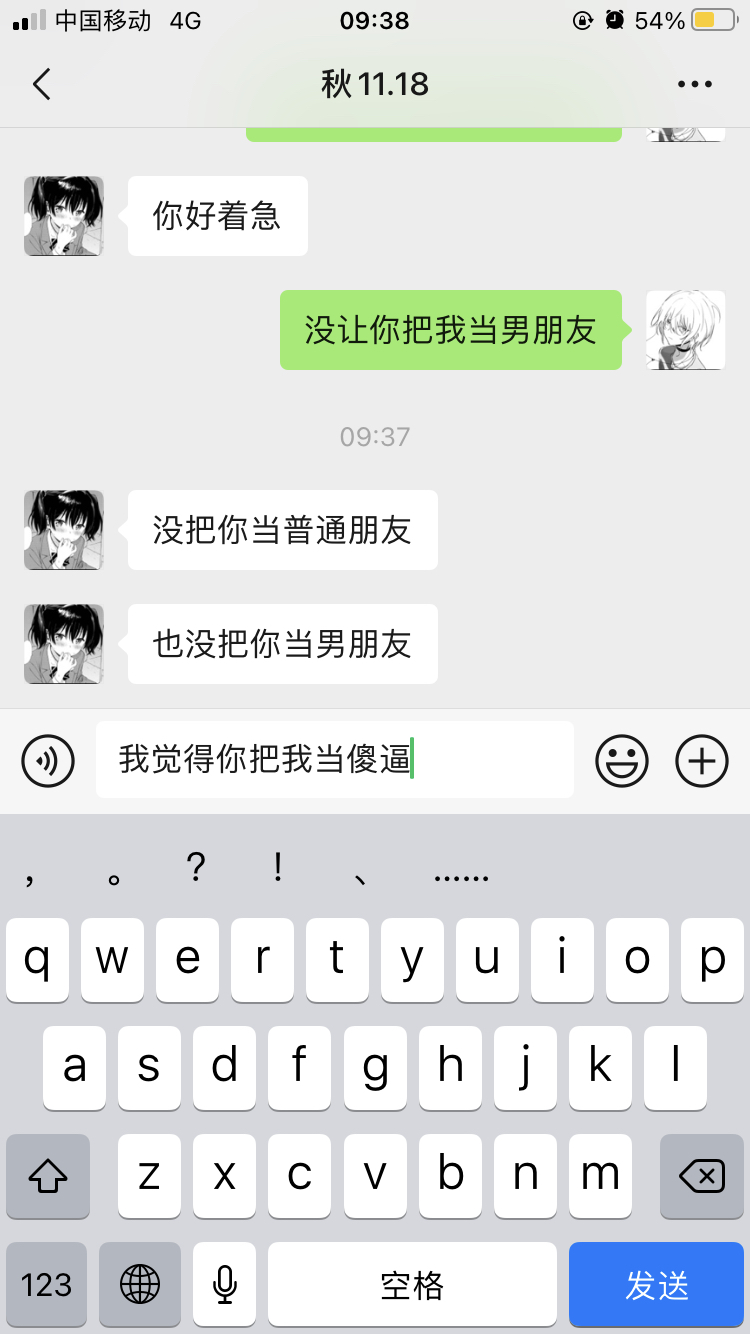 中国移动 4G 09:38 54%
秋11.18
你好着急
没让你把我当男朋友
09:37
没把你当普通朋友
也没把你当男朋友
我觉得你把我当傻逼
， 。 ？ ！ 、 ……
q w e r t y u i o p
a s d f g h j k l
z x c v b n m
123 空格 发送